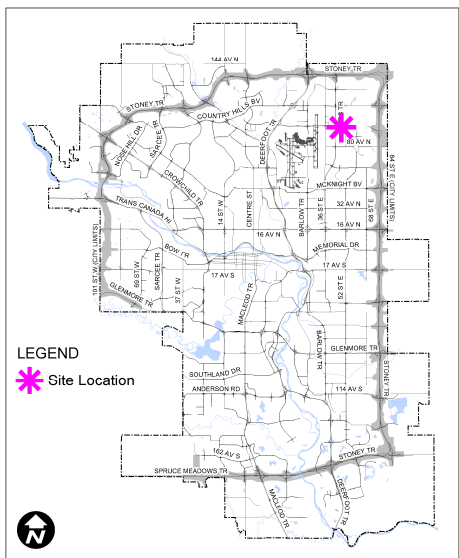 144 AV N
STONEY TR
STONEY TR
COUNTRY HILLS BV
NOSE HILL DR
SARCEE TR
DEERFOOT TR
TR
80 AV N
CROWCHILD TR
MCKNIGHT BV
TRANS CANADA HI
14 ST W
CENTRE ST
BARLOW TR
36 ST E
32 AV N
68 ST E
84 ST E (CITY LIMITS)
16 AV N
16 AV N
101 ST W (CITY LIMITS)
BOW TR
MEMORIAL DR
69 ST W
SARCEE TR
37 ST W
17 AV S
17 AV S
GLENMORE TR
MACLEOD TR
52 ST E
BARLOW TR
GLENMORE TR
LEGEND
Site Location
SOUTHLAND DR
ANDERSON RD
114 AV S
STONEY TR
162 AV S
STONEY TR
SPRUCE MEADOWS TR
MACLEOD TR
DEERFOOT TR
N